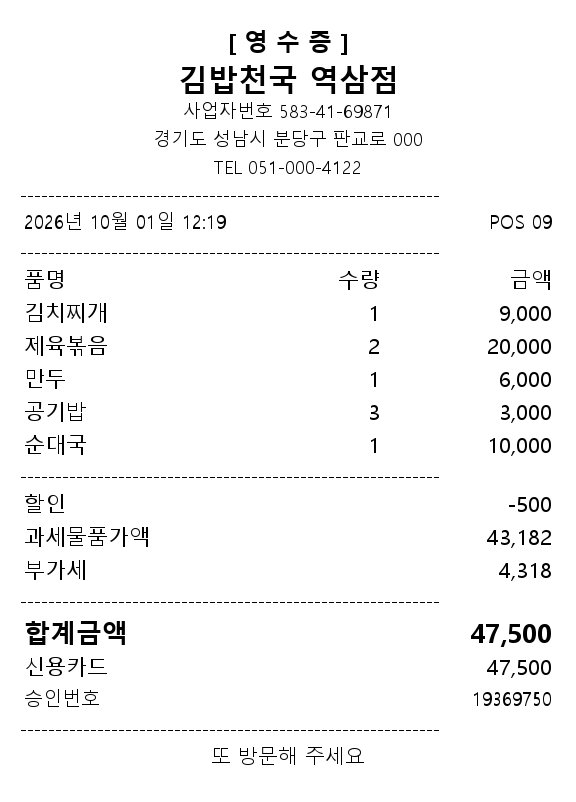 [ 영 수 증 ]
김밥천국 역삼점
사업자번호 583-41-69871
경기도 성남시 분당구 판교로 000
TEL 051-000-4122
2026년 10월 01일 12:19 POS 09
품명 수량 금액
김치찌개 1 9,000
제육볶음 2 20,000
만두 1 6,000
공기밥 3 3,000
순대국 1 10,000
할인 -500
과세물품가액 43,182
부가세 4,318
합계금액 47,500
신용카드 47,500
승인번호 19369750
또 방문해 주세요